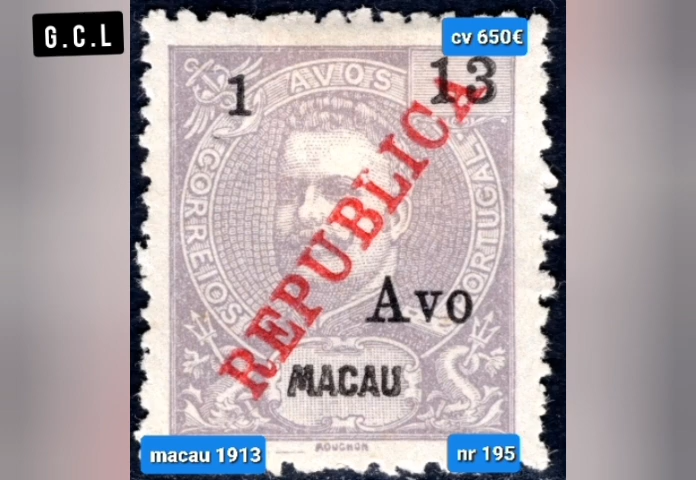 G.C.L
cv 650€
1
13
AVOS
CORREIOS
PORTUGAL
REPUBLICA
Avo
MACAU
MOUCHON
macau 1913
nr 195